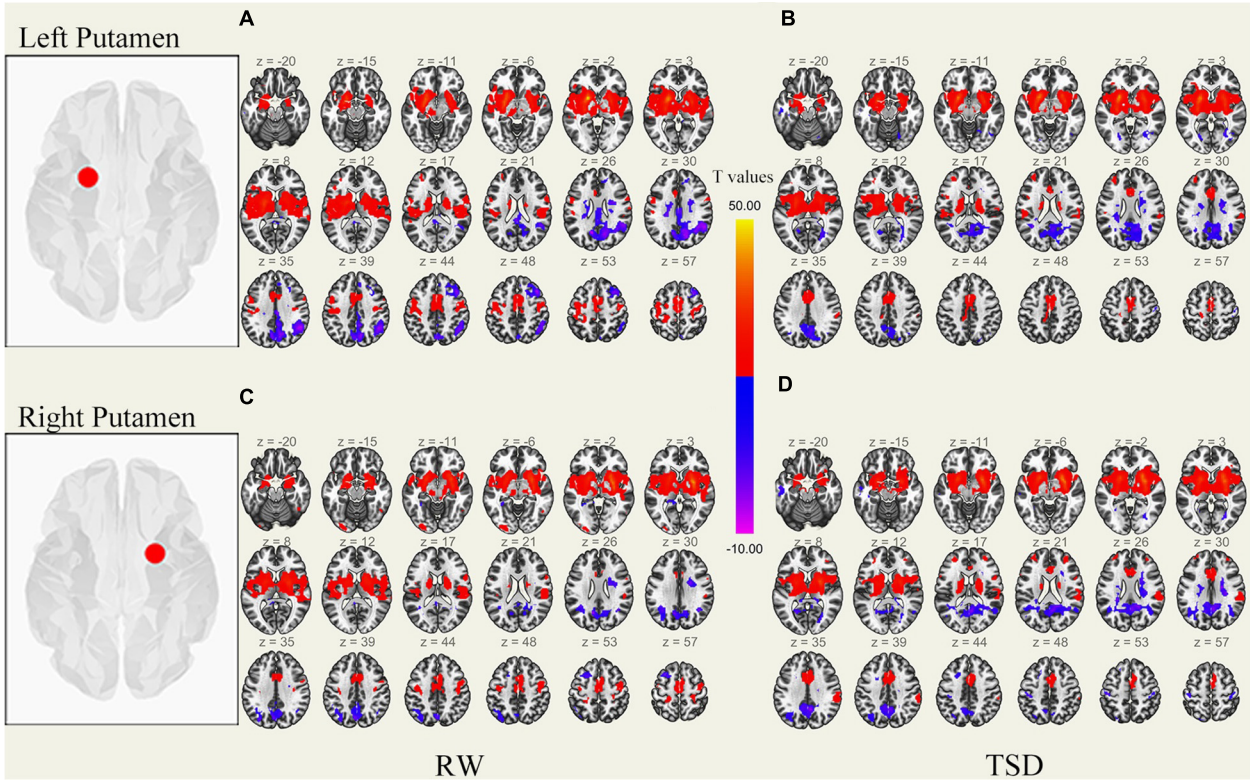 A
B
Left Putamen
z = -20 z = -15 z = -11 z = -6 z = -2 z = 3
z = -20 z = -15 z = -11 z = -6 z = -2 z = 3
z = 8 z = 12 z = 17 z = 21 z = 26 z = 30
z = 8 z = 12 z = 17 z = 21 z = 26 z = 30
T values
50.00
z = 35 z = 39 z = 44 z = 48 z = 53 z = 57
z = 35 z = 39 z = 44 z = 48 z = 53 z = 57
C
D
Right Putamen
z = -20 z = -15 z = -11 z = -6 z = -2 z = 3
z = -20 z = -15 z = -11 z = -6 z = -2 z = 3
-10.00
z = 8 z = 12 z = 17 z = 21 z = 26 z = 30
z = 8 z = 12 z = 17 z = 21 z = 26 z = 30
z = 35 z = 39 z = 44 z = 48 z = 53 z = 57
z = 35 z = 39 z = 44 z = 48 z = 53 z = 57
RW
TSD